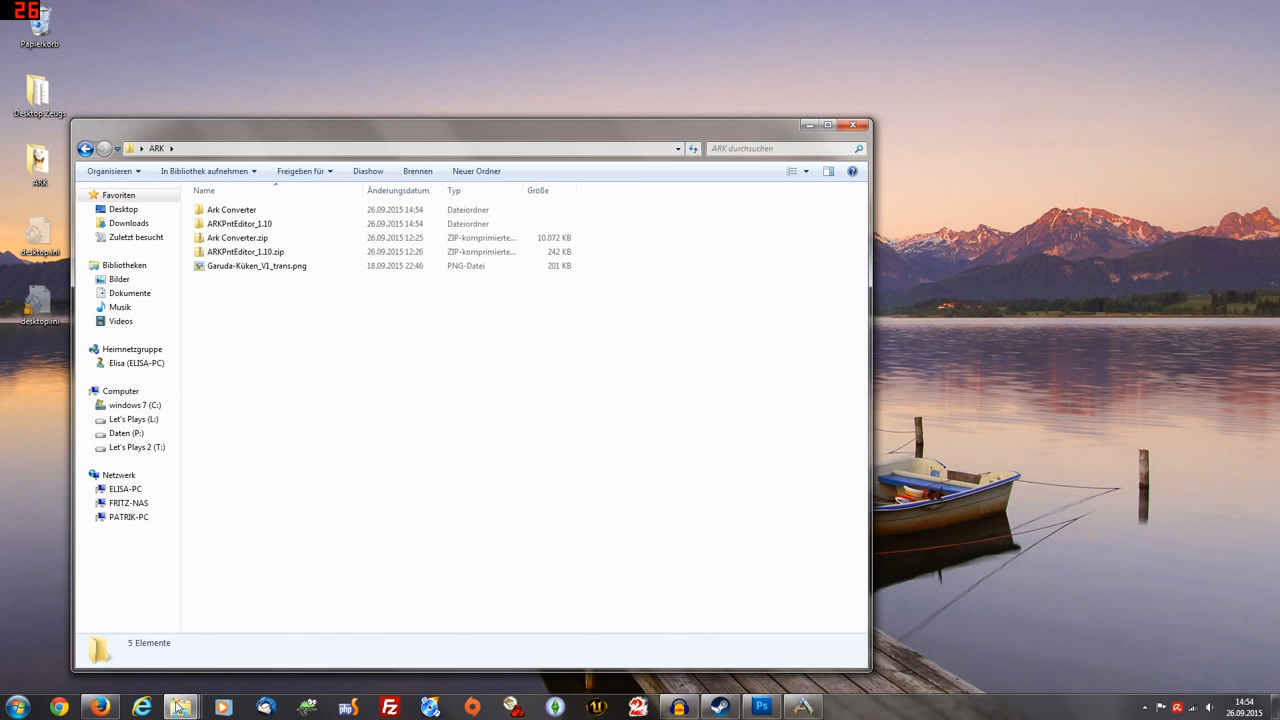 26
Papierkorb
Desktop Zeugs
ARK
desktop.ini
desktop.ini
ARK
ARK durchsuchen
Organisieren In Bibliothek aufnehmen Freigeben für Diashow Brennen Neuer Ordner
Name Änderungsdatum Typ Größe
Ark Converter 26.09.2015 14:54 Dateiordner
ARKPntEditor_1.10 26.09.2015 14:54 Dateiordner
Ark Converter.zip 26.09.2015 12:25 ZIP-komprimierte... 10.072 KB
ARKPntEditor_1.10.zip 26.09.2015 12:26 ZIP-komprimierte... 242 KB
Garuda-Küken_V1_trans.png 18.09.2015 22:46 PNG-Datei 201 KB
Favoriten
Desktop
Downloads
Zuletzt besucht
Bibliotheken
Bilder
Dokumente
Musik
Videos
Heimnetzgruppe
Elisa (ELISA-PC)
Computer
windows 7 (C:)
Let's Plays (L:)
Daten (P:)
Let's Plays 2 (T:)
Netzwerk
ELISA-PC
FRITZ-NAS
PATRIK-PC
5 Elemente
Ps
14:54
26.09.2015